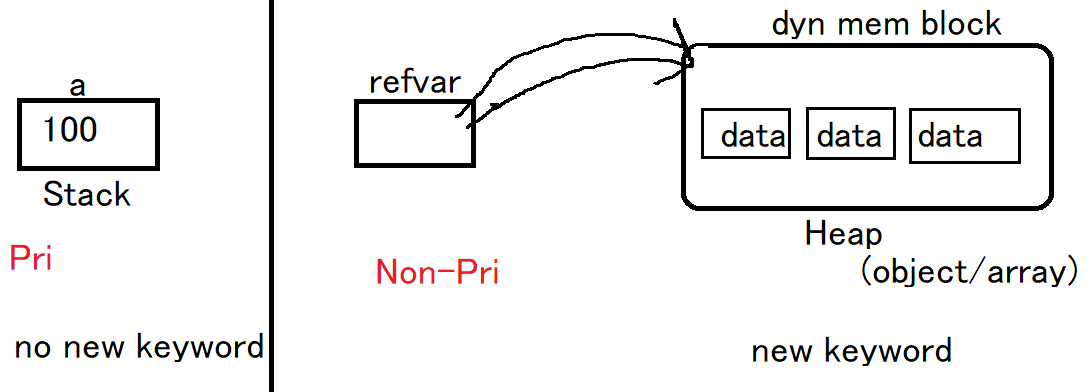 a
100
Stack
Pri
no new keyword
refvar
Non-Pri
dyn mem block
data data data
Heap
(object/array)
new keyword